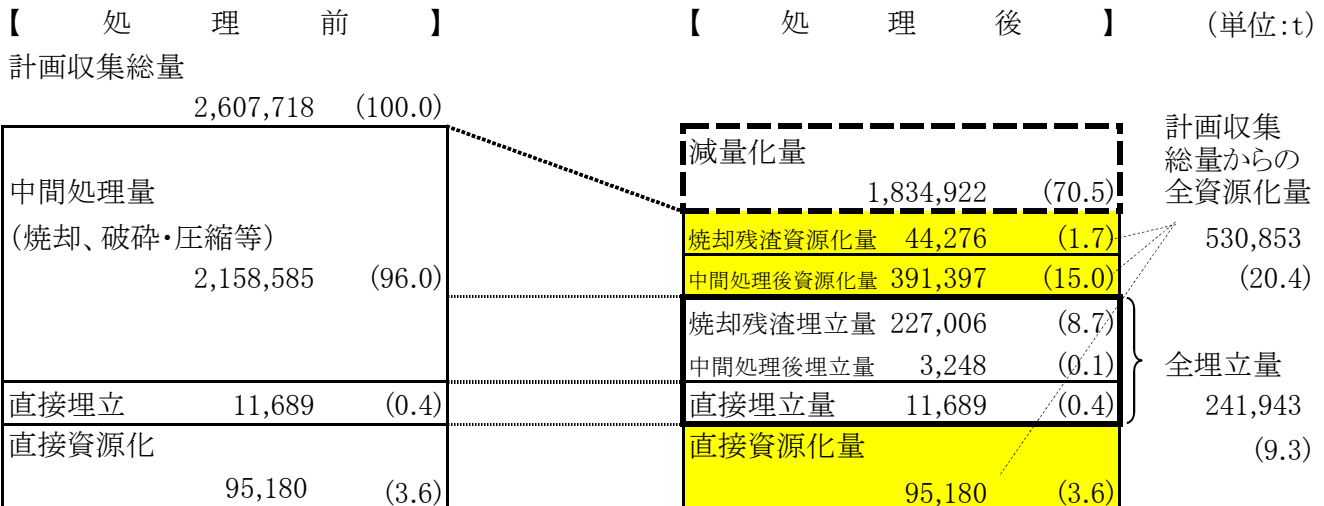 【 処 理 前 】
【 処 理 後 】
(単位:t)
計画収集総量
2,607,718 (100.0)
中間処理量
(焼却、破砕・圧縮等)
2,158,585 (96.0)
直接埋立 11,689 (0.4)
直接資源化
95,180 (3.6)
減量化量
1,834,922 (70.5)
焼却残渣資源化量 44,276 (1.7)
中間処理後資源化量 391,397 (15.0)
焼却残渣埋立量 227,006 (8.7)
中間処理後埋立量 3,248 (0.1)
直接埋立量 11,689 (0.4)
直接資源化量
95,180 (3.6)
計画収集
総量からの
全資源化量
530,853
(20.4)
全埋立量
241,943
(9.3)